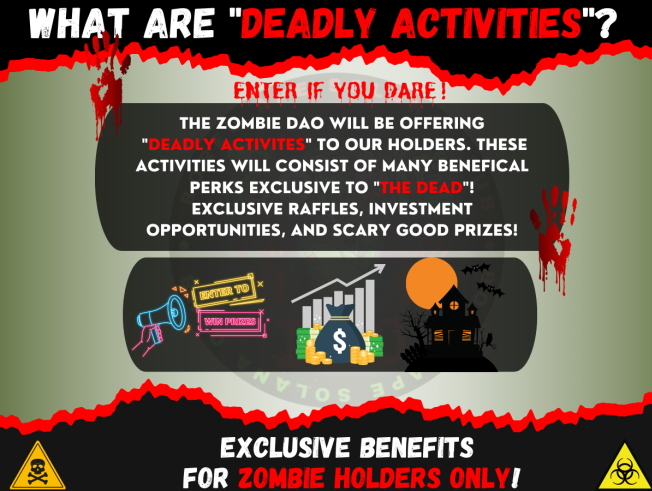 WHAT ARE "DEADLY ACTIVITIES"?
ENTER IF YOU DARE!
THE ZOMBIE DAO WILL BE OFFERING
"DEADLY ACTIVITES" TO OUR HOLDERS. THESE
ACTIVITIES WILL CONSIST OF MANY BENEFICAL
PERKS EXCLUSIVE TO "THE DEAD"!
EXCLUSIVE RAFFLES, INVESTMENT
OPPORTUNITIES, AND SCARY GOOD PRIZES!
ENTER TO
WIN PRIZES
$
APE SOLANA
EXCLUSIVE BENEFITS
FOR ZOMBIE HOLDERS ONLY!